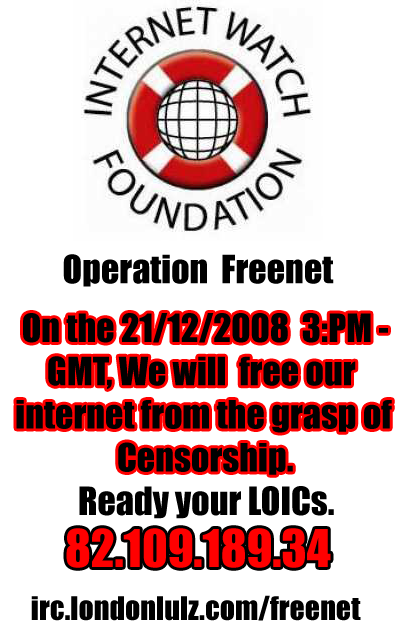 INTERNET WATCH
FOUNDATION
Operation Freenet
On the 21/12/2008 3:PM -
GMT, We will free our
internet from the grasp of
Censorship.
Ready your LOICs.
82.109.189.34
irc.londonlulz.com/freenet